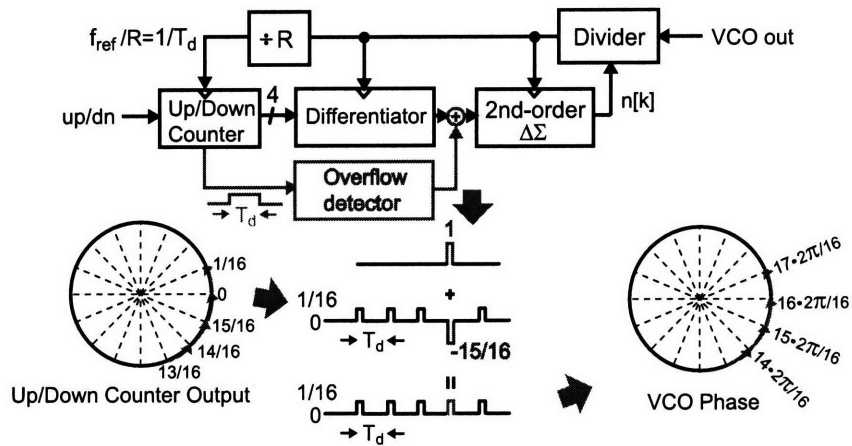 f_ref /R=1/T_d
÷ R
Divider
VCO out
up/dn
Up/Down
Counter
4
Differentiator
+
2nd-order
ΔΣ
n[k]
Overflow
detector
T_d
1/16
0
15/16
14/16
13/16
Up/Down Counter Output
1
+
1/16
0
T_d
-15/16
=
1/16
0
T_d
17•2π/16
16•2π/16
15•2π/16
14•2π/16
VCO Phase